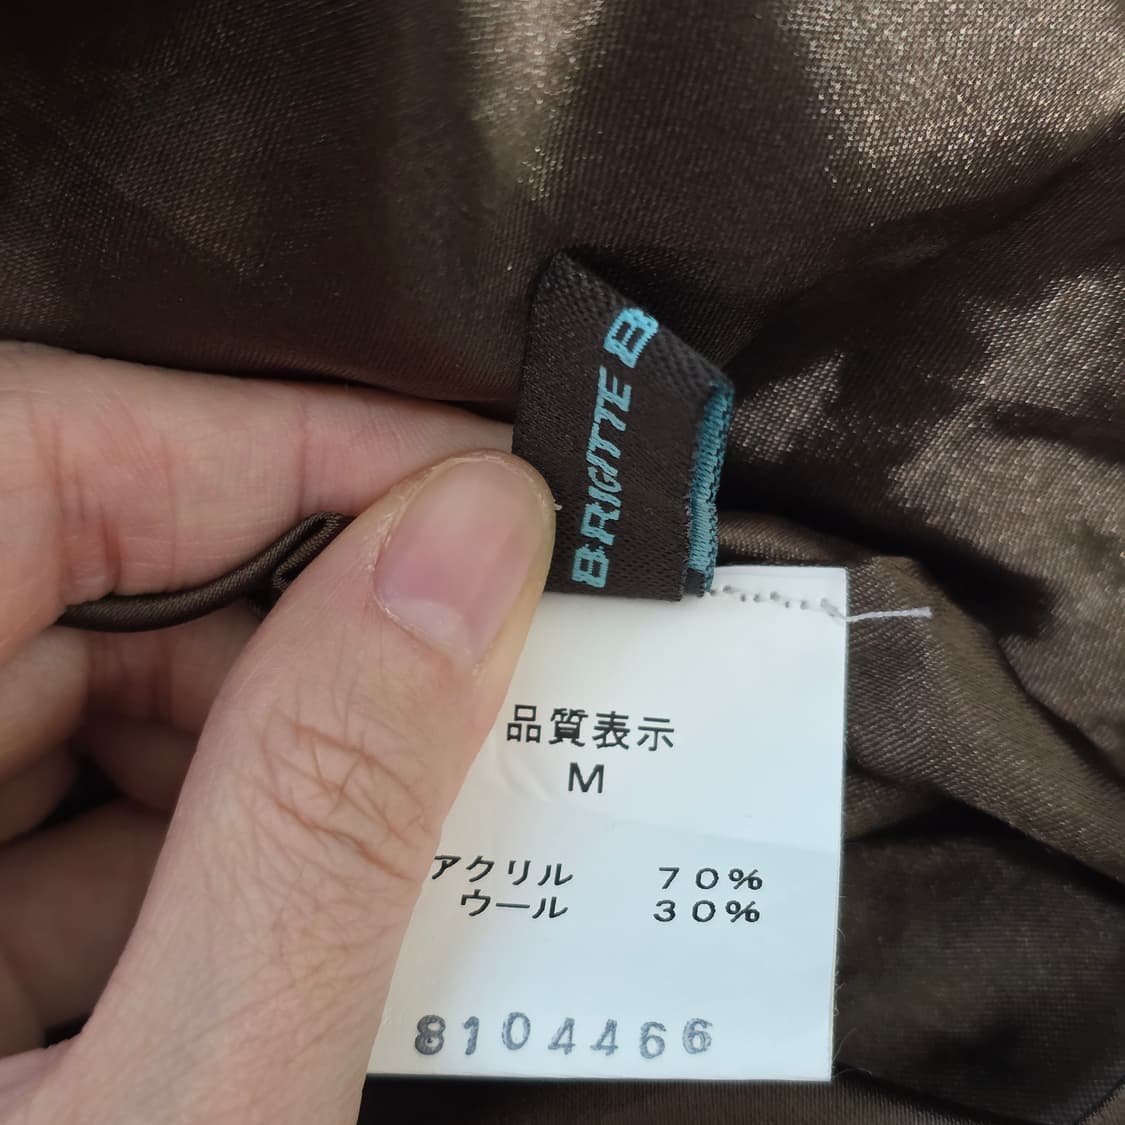 BRIGITTE B
品質表示
M
アクリル 70%
ウール 30%
8104466